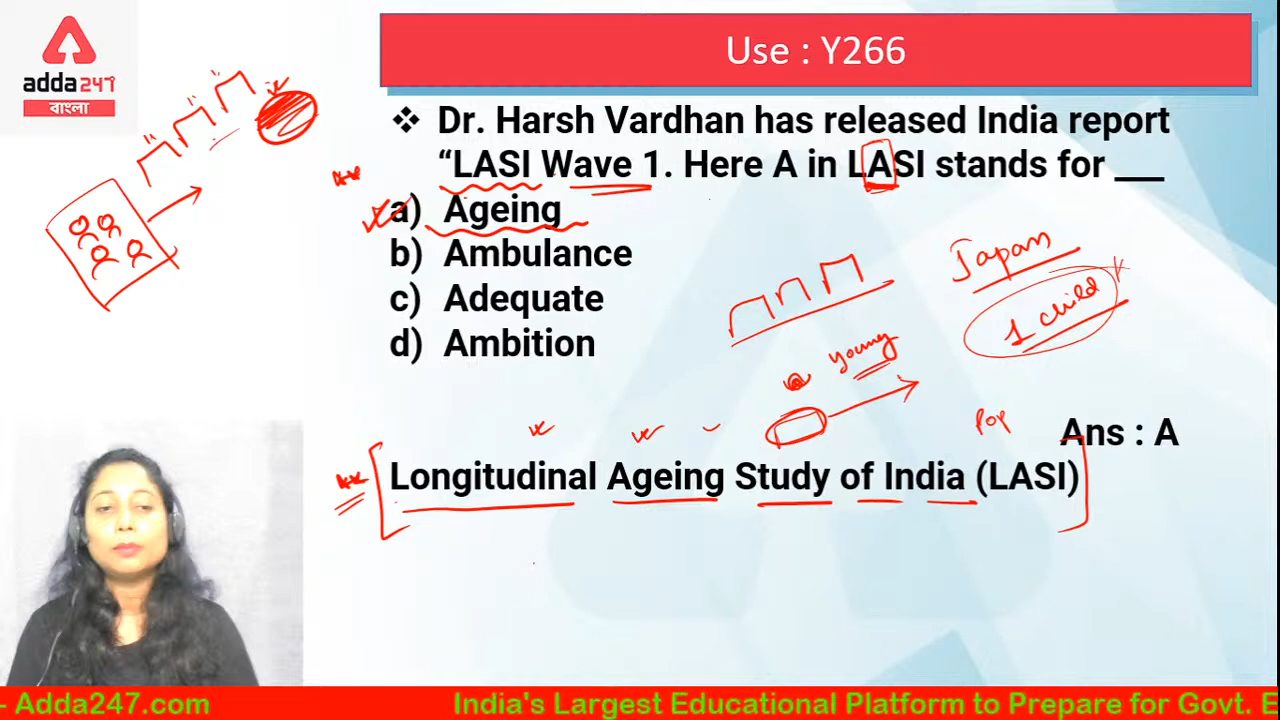 adda247
বাংলা
Use : Y266
❖ Dr. Harsh Vardhan has released India report
“LASI Wave 1. Here A in LASI stands for ___
a) Ageing
b) Ambulance
c) Adequate
d) Ambition
Japan
1 child
young
Pop
Ans : A
Longitudinal Ageing Study of India (LASI)
- Adda247.com
India's Largest Educational Platform to Prepare for Govt. E